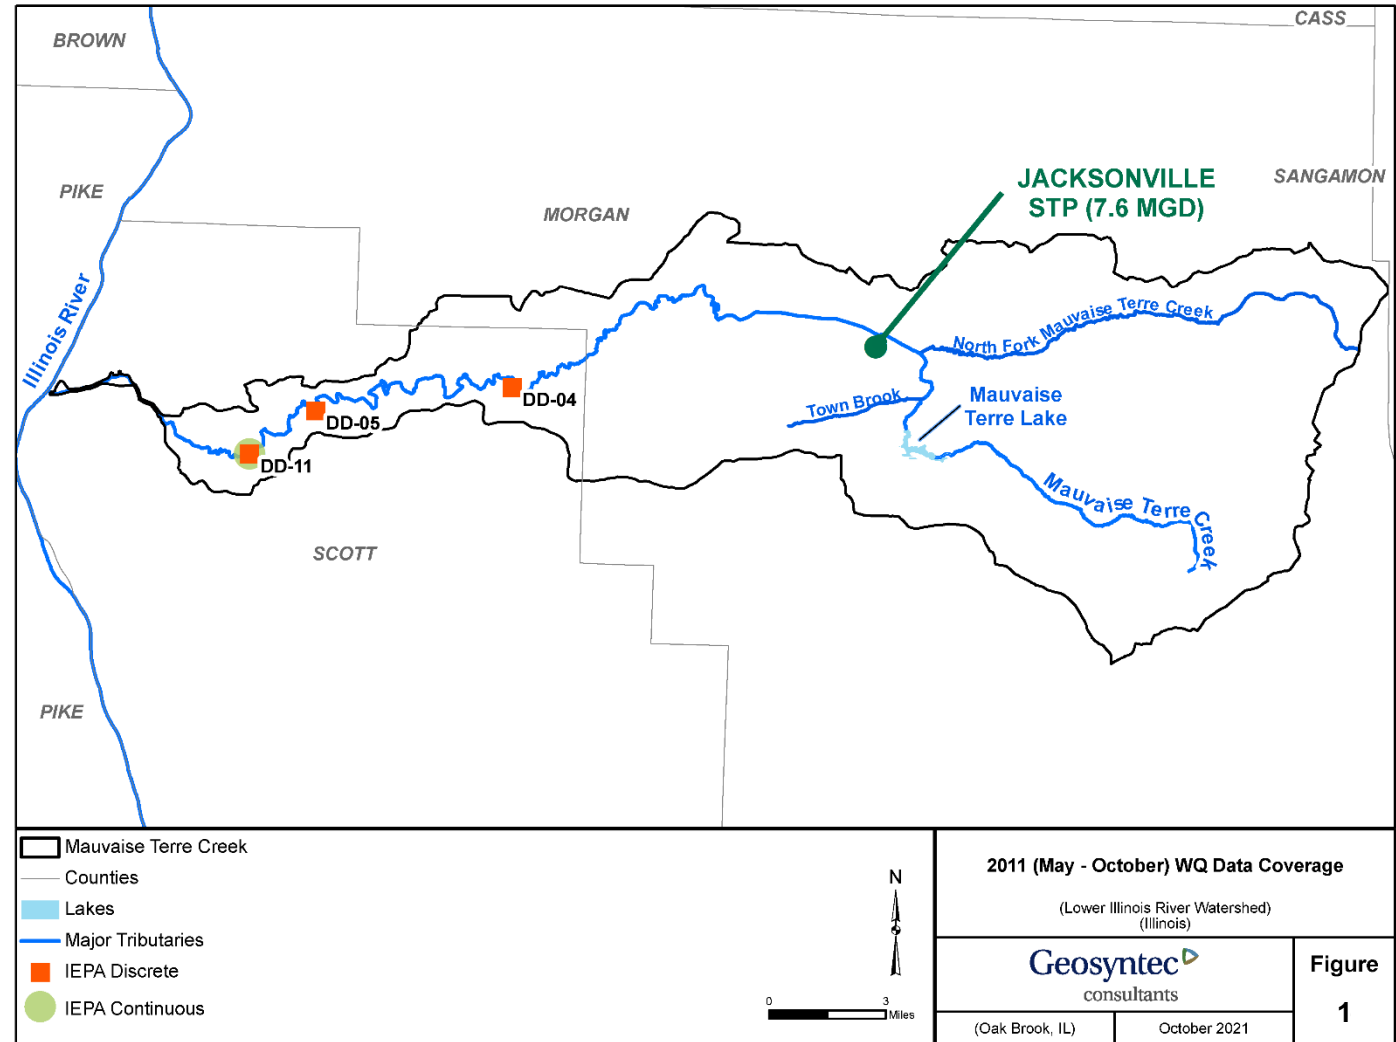 CASS
BROWN
JACKSONVILLE
STP (7.6 MGD)
SANGAMON
PIKE
MORGAN
Illinois River
North Fork Mauvaise Terre Creek
Mauvaise
Terre Lake
Town Brook
DD-04
DD-05
DD-11
Mauvaise Terre Creek
SCOTT
PIKE
Mauvaise Terre Creek
Counties
Lakes
Major Tributaries
IEPA Discrete
IEPA Continuous
N
0 3
Miles
2011 (May - October) WQ Data Coverage
(Lower Illinois River Watershed)
(Illinois)
Geosyntec
consultants
(Oak Brook, IL)
October 2021
Figure
1